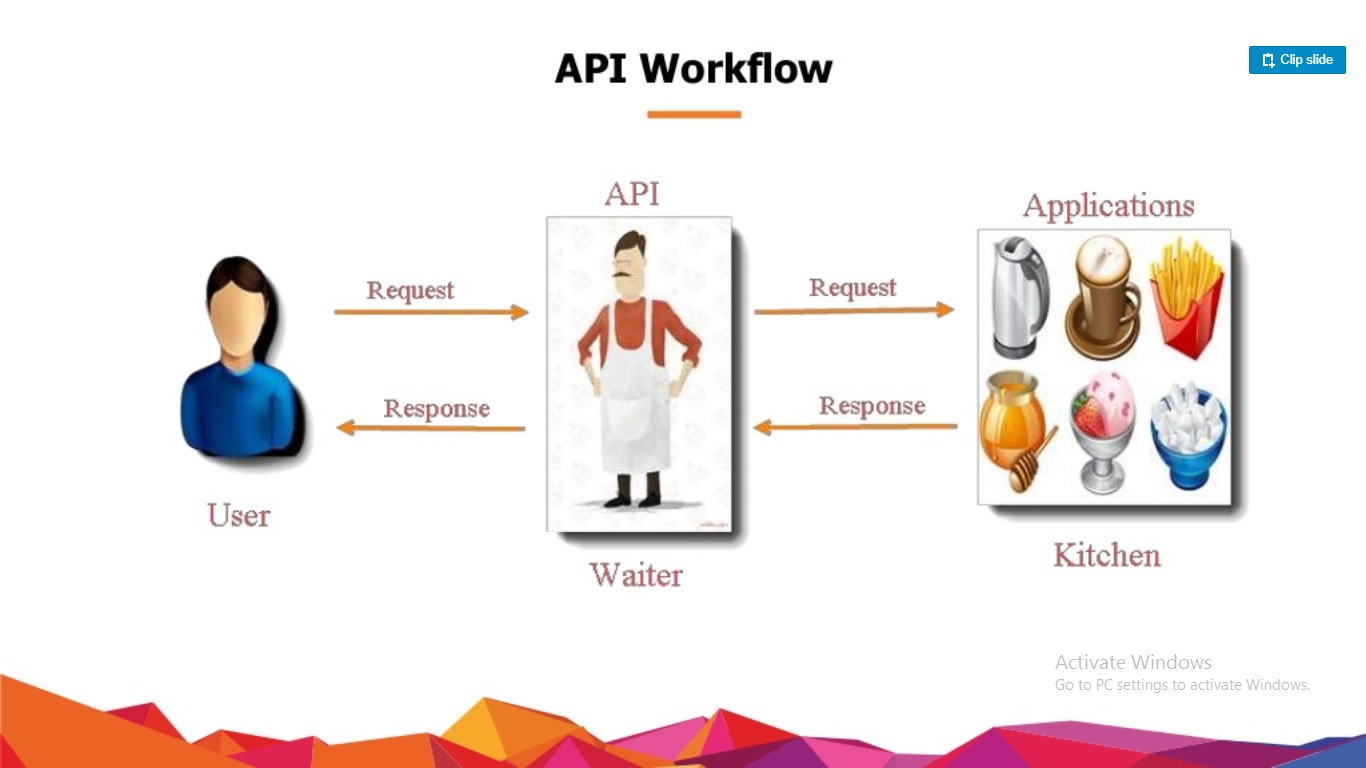 API Workflow
Clip slide
API
Applications
Request
Request
Response
Response
User
Waiter
Kitchen
Activate Windows
Go to PC settings to activate Windows.